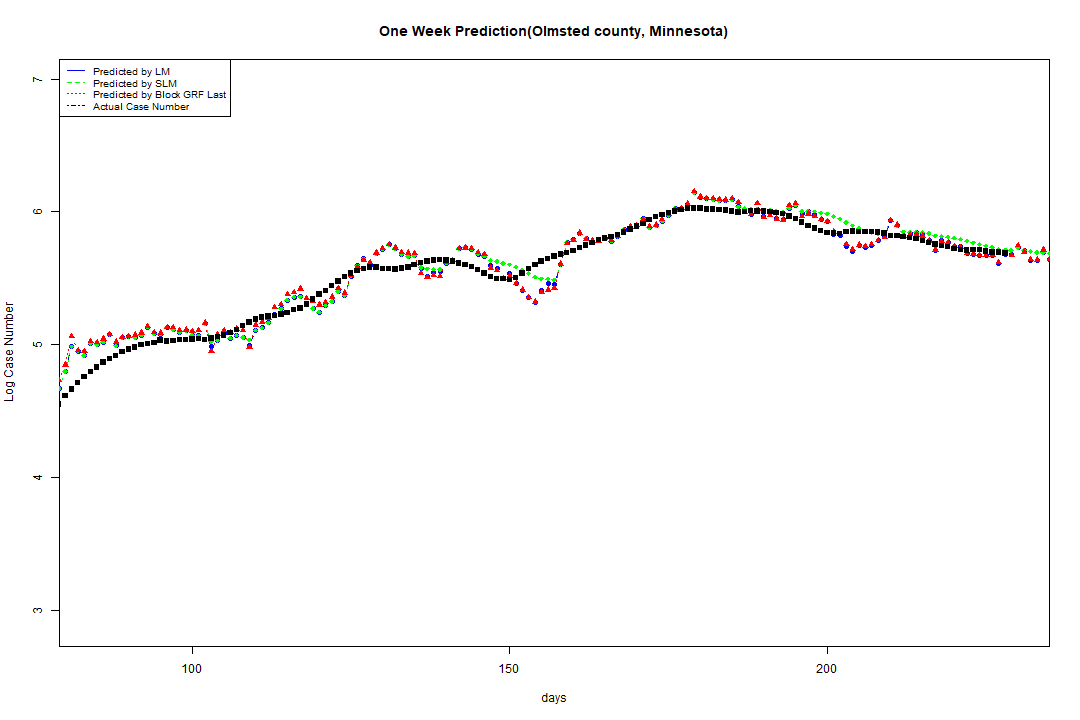 One Week Prediction(Olmsted county, Minnesota)
Predicted by LM
Predicted by SLM
Predicted by Block GRF Last
Actual Case Number
7
6
5
4
3
Log Case Number
100
150
200
days